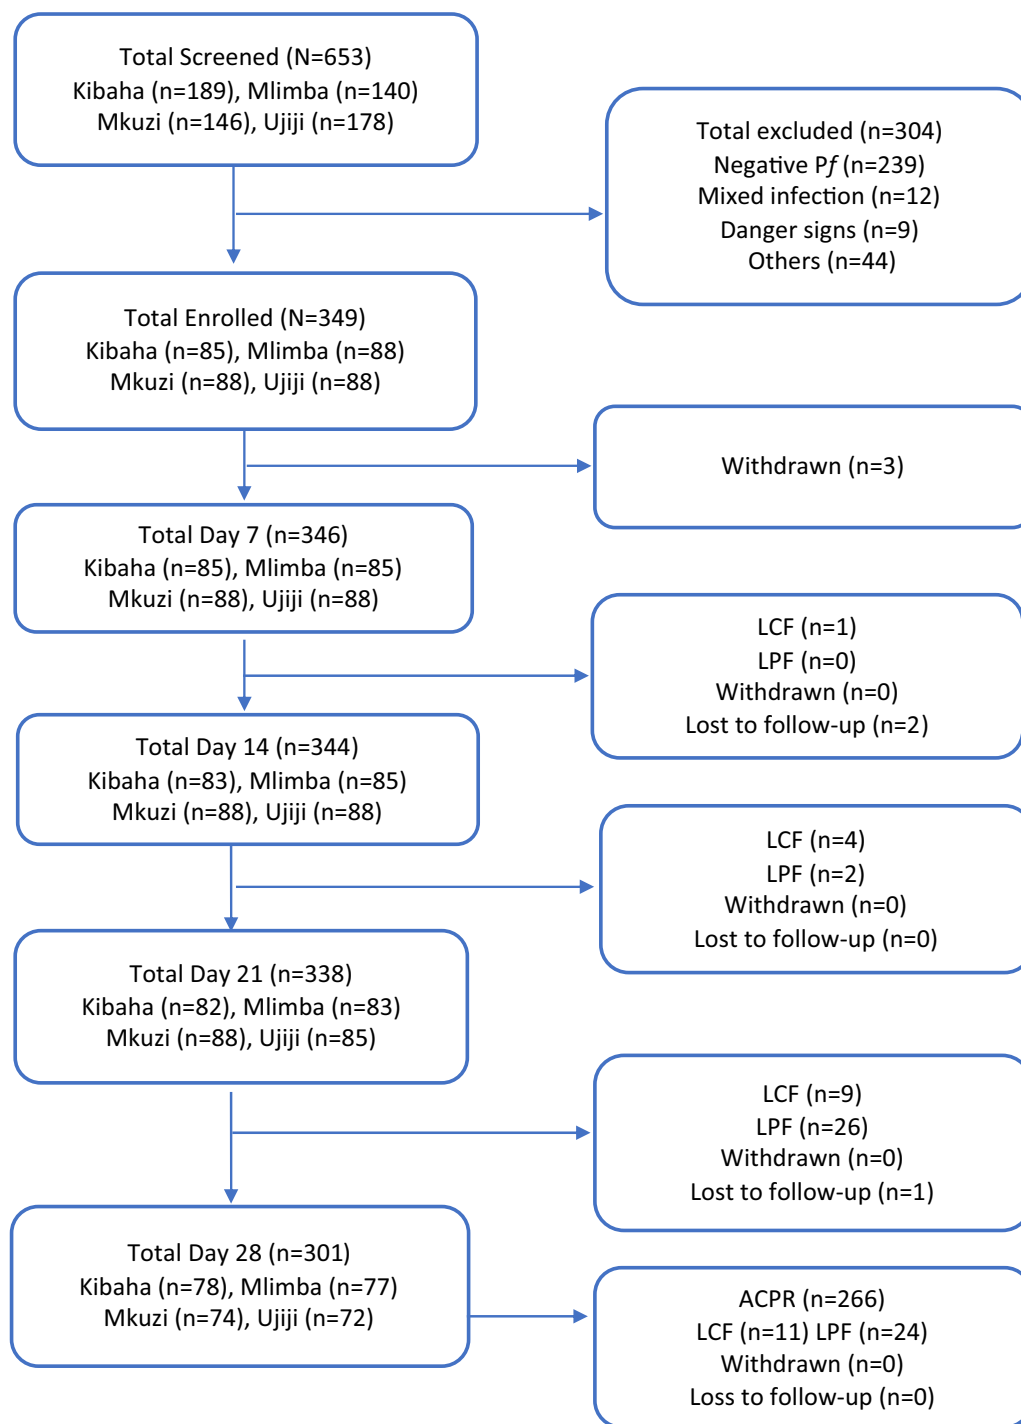 Total Screened (N=653)
Kibaha (n=189), Mlimba (n=140)
Mkuzi (n=146), Ujiji (n=178)
Total excluded (n=304)
Negative Pf (n=239)
Mixed infection (n=12)
Danger signs (n=9)
Others (n=44)
Total Enrolled (N=349)
Kibaha (n=85), Mlimba (n=88)
Mkuzi (n=88), Ujiji (n=88)
Withdrawn (n=3)
Total Day 7 (n=346)
Kibaha (n=85), Mlimba (n=85)
Mkuzi (n=88), Ujiji (n=88)
LCF (n=1)
LPF (n=0)
Withdrawn (n=0)
Lost to follow-up (n=2)
Total Day 14 (n=344)
Kibaha (n=83), Mlimba (n=85)
Mkuzi (n=88), Ujiji (n=88)
LCF (n=4)
LPF (n=2)
Withdrawn (n=0)
Lost to follow-up (n=0)
Total Day 21 (n=338)
Kibaha (n=82), Mlimba (n=83)
Mkuzi (n=88), Ujiji (n=85)
LCF (n=9)
LPF (n=26)
Withdrawn (n=0)
Lost to follow-up (n=1)
Total Day 28 (n=301)
Kibaha (n=78), Mlimba (n=77)
Mkuzi (n=74), Ujiji (n=72)
ACPR (n=266)
LCF (n=11) LPF (n=24)
Withdrawn (n=0)
Loss to follow-up (n=0)